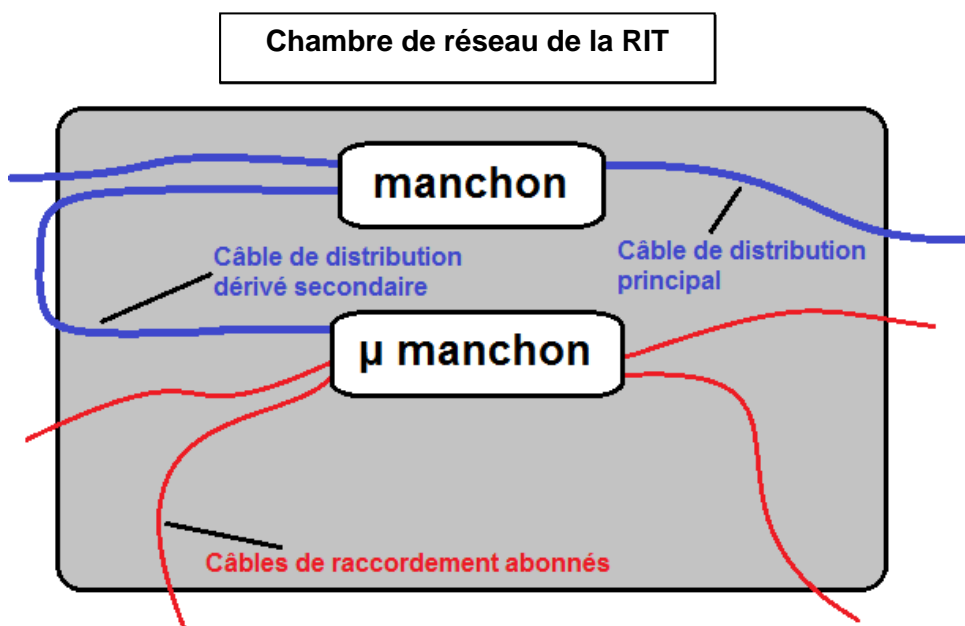 Chambre de réseau de la RIT
manchon
Câble de distribution
dérivé secondaire
Câble de distribution
principal
µ manchon
Câbles de raccordement abonnés